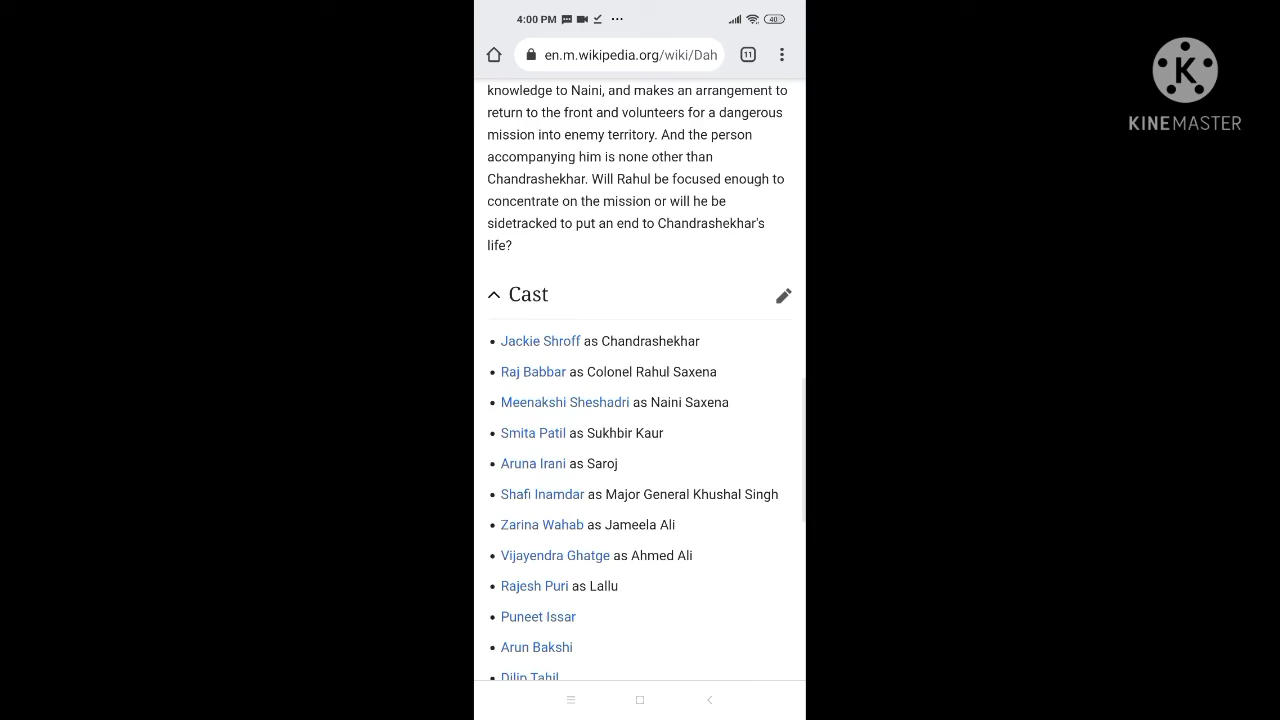 4:00 PM
40
en.m.wikipedia.org/wiki/Dah
11
KINEMASTER
knowledge to Naini, and makes an arrangement to
return to the front and volunteers for a dangerous
mission into enemy territory. And the person
accompanying him is none other than
Chandrashekhar. Will Rahul be focused enough to
concentrate on the mission or will he be
sidetracked to put an end to Chandrashekhar's
life?
Cast
• Jackie Shroff as Chandrashekhar
• Raj Babbar as Colonel Rahul Saxena
• Meenakshi Sheshadri as Naini Saxena
• Smita Patil as Sukhbir Kaur
• Aruna Irani as Saroj
• Shafi Inamdar as Major General Khushal Singh
• Zarina Wahab as Jameela Ali
• Vijayendra Ghatge as Ahmed Ali
• Rajesh Puri as Lallu
• Puneet Issar
• Arun Bakshi
• Dilip Tahil